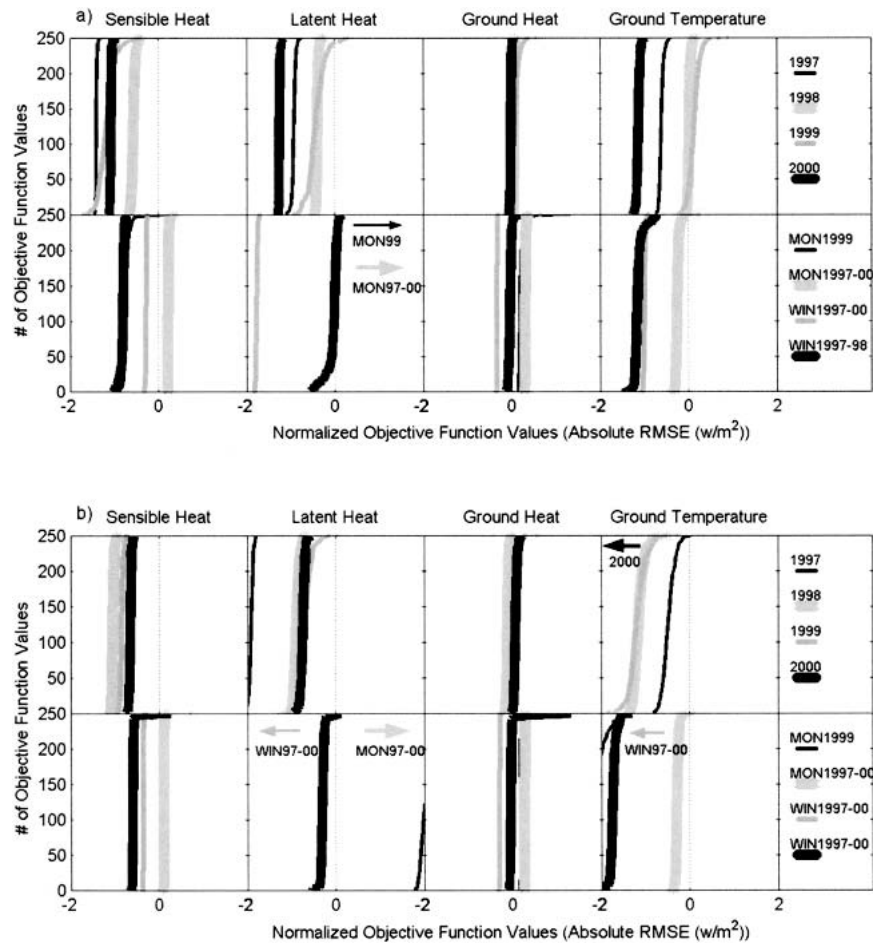 a)
Sensible Heat Latent Heat Ground Heat Ground Temperature
# of Objective Function Values
250
200
150
100
50
250
200
150
100
50
0
MON99
MON97-00
1997
1998
1999
2000
MON1999
MON1997-00
WIN1997-00
WIN1997-98
-2 0 -2 0 -2 0 -2 0 2
Normalized Objective Function Values (Absolute RMSE (w/m²))
b)
Sensible Heat Latent Heat Ground Heat Ground Temperature
# of Objective Function Values
250
200
150
100
50
250
200
150
100
50
0
2000
1997
1998
1999
2000
WIN97-00 MON97-00 WIN97-00
MON1999
MON1997-00
WIN1997-00
WIN1997-00
-2 0 -2 0 -2 0 -2 0 2
Normalized Objective Function Values (Absolute RMSE (w/m²))